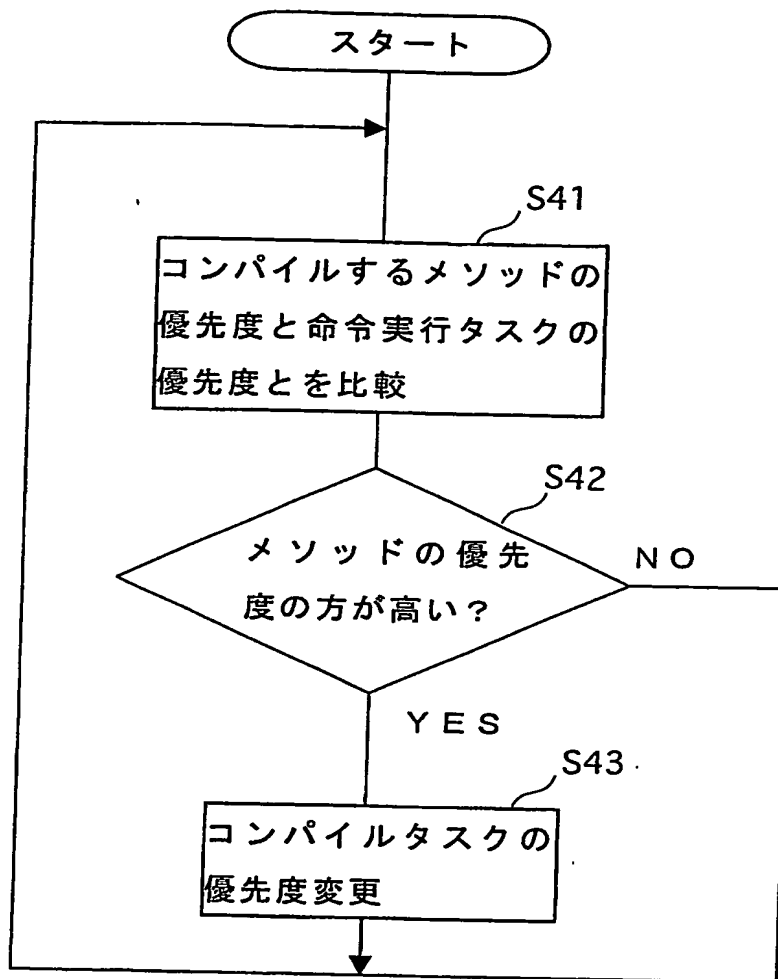 スタート
S41
コンパイルするメソッドの
優先度と命令実行タスクの
優先度とを比較
S42
メソッドの優先
度の方が高い？
NO
YES
S43
コンパイルタスクの
優先度変更